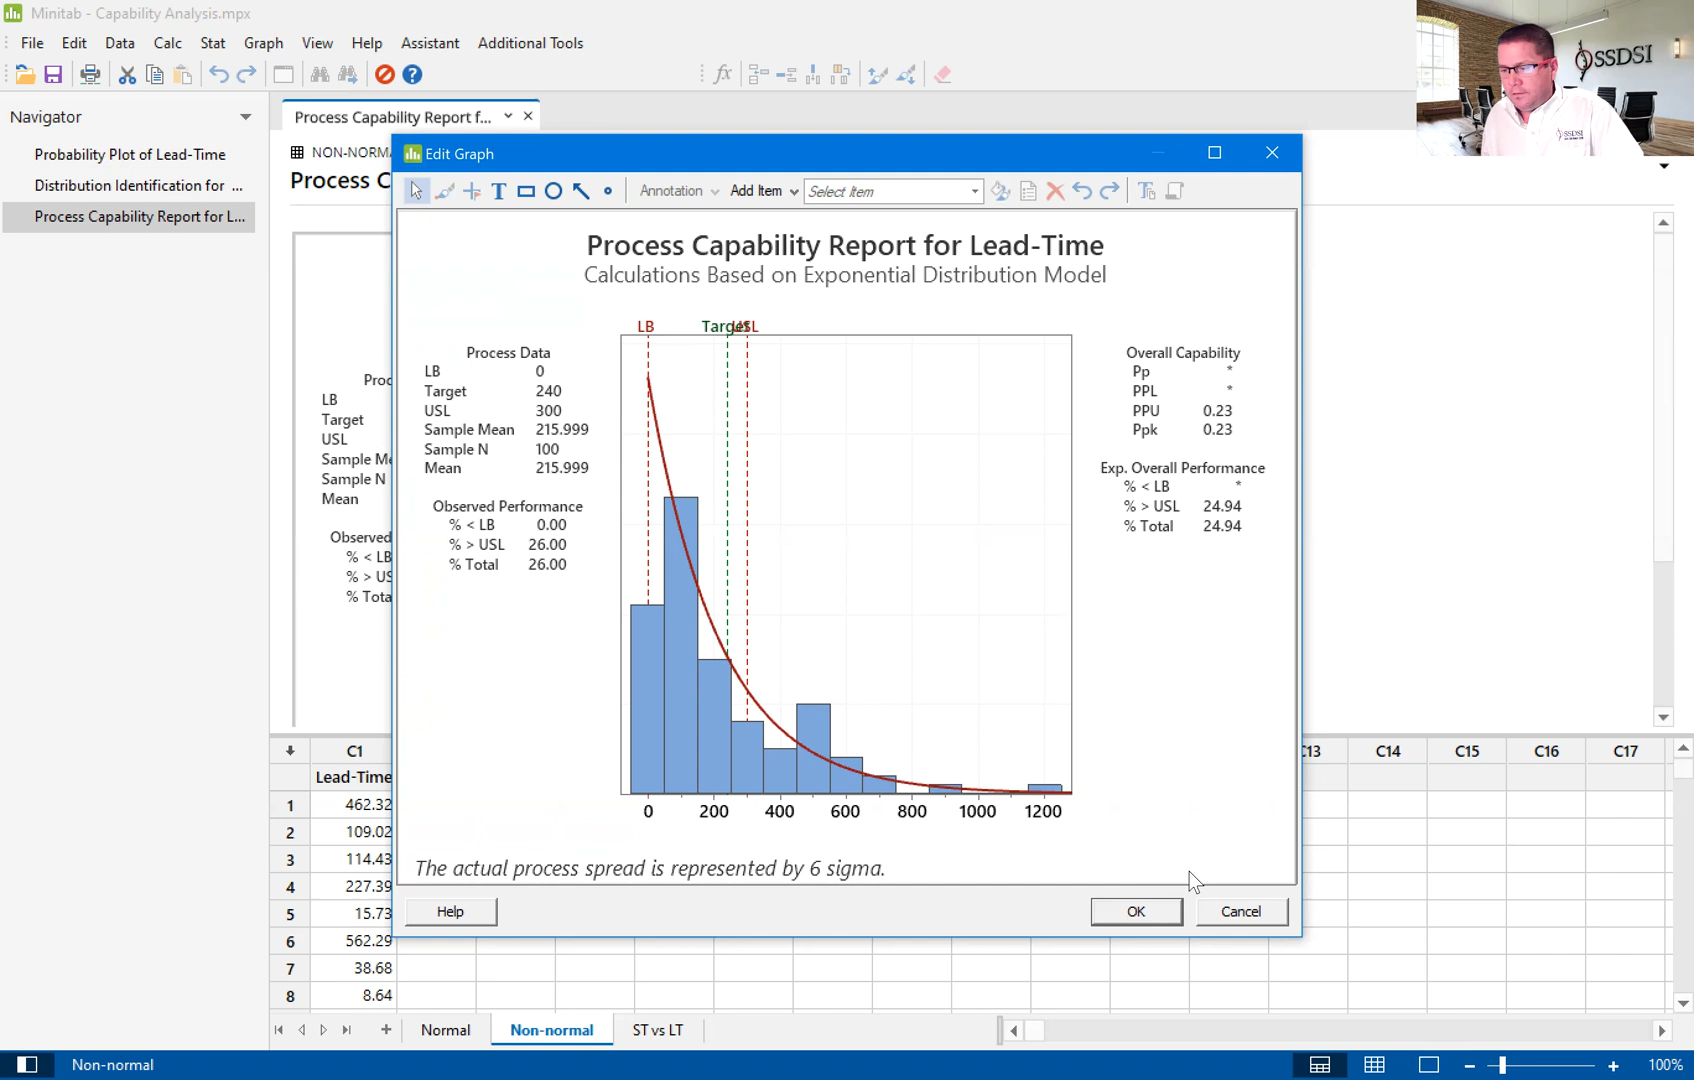 Minitab - Capability Analysis.mpx
File Edit Data Calc Stat Graph View Help Assistant Additional Tools
SSDSI
SSDSI
Navigator
Probability Plot of Lead-Time
Distribution Identification for ...
Process Capability Report for L...
Process Capability Report f...
NON-NORMA
Process C
Proc
LB
Target
USL
Sample Me
Sample N
Mean
Observed
% < LB
% > US
% Tota
Edit Graph
Annotation Add Item Select Item
Process Capability Report for Lead-Time
Calculations Based on Exponential Distribution Model
LB Target USL
Process Data
LB 0
Target 240
USL 300
Sample Mean 215.999
Sample N 100
Mean 215.999
Observed Performance
% < LB 0.00
% > USL 26.00
% Total 26.00
Overall Capability
Pp *
PPL *
PPU 0.23
Ppk 0.23
Exp. Overall Performance
% < LB *
% > USL 24.94
% Total 24.94
0 200 400 600 800 1000 1200
The actual process spread is represented by 6 sigma.
Help OK Cancel
C1 C13 C14 C15 C16 C17
Lead-Time
1 462.32
2 109.02
3 114.43
4 227.39
5 15.73
6 562.29
7 38.68
8 8.64
Normal Non-normal ST vs LT
Non-normal 100%